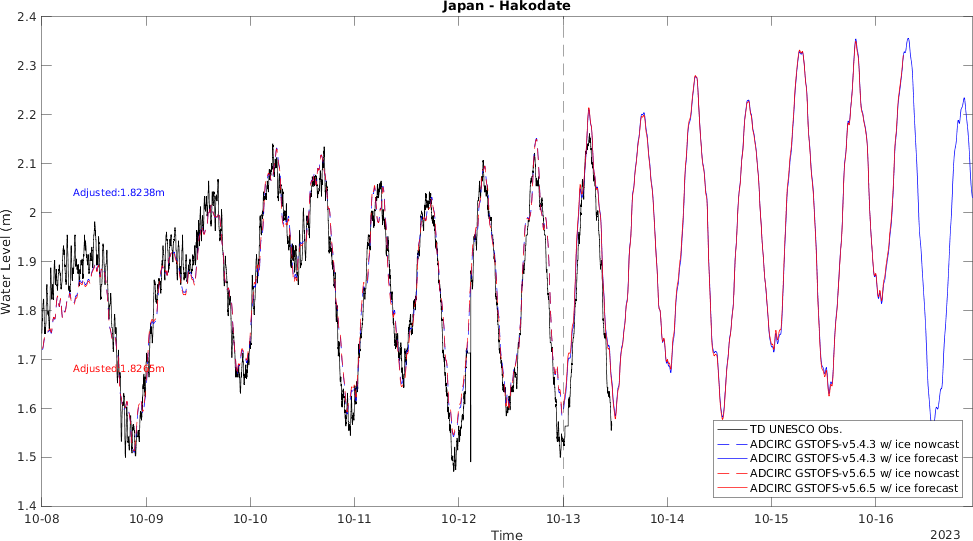 Japan - Hakodate
2.4
2.3
2.2
2.1
2
1.9
1.8
1.7
1.6
1.5
1.4
Water Level (m)
Adjusted:1.8238m
Adjusted:1.8265m
TD UNESCO Obs.
ADCIRC GSTOFS-v5.4.3 w/ ice nowcast
ADCIRC GSTOFS-v5.4.3 w/ ice forecast
ADCIRC GSTOFS-v5.6.5 w/ ice nowcast
ADCIRC GSTOFS-v5.6.5 w/ ice forecast
10-08 10-09 10-10 10-11 10-12 10-13 10-14 10-15 10-16
Time
2023